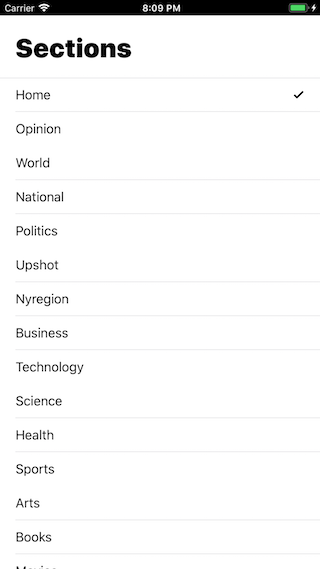 Carrier 8:09 PM
Sections
Home
Opinion
World
National
Politics
Upshot
Nyregion
Business
Technology
Science
Health
Sports
Arts
Books